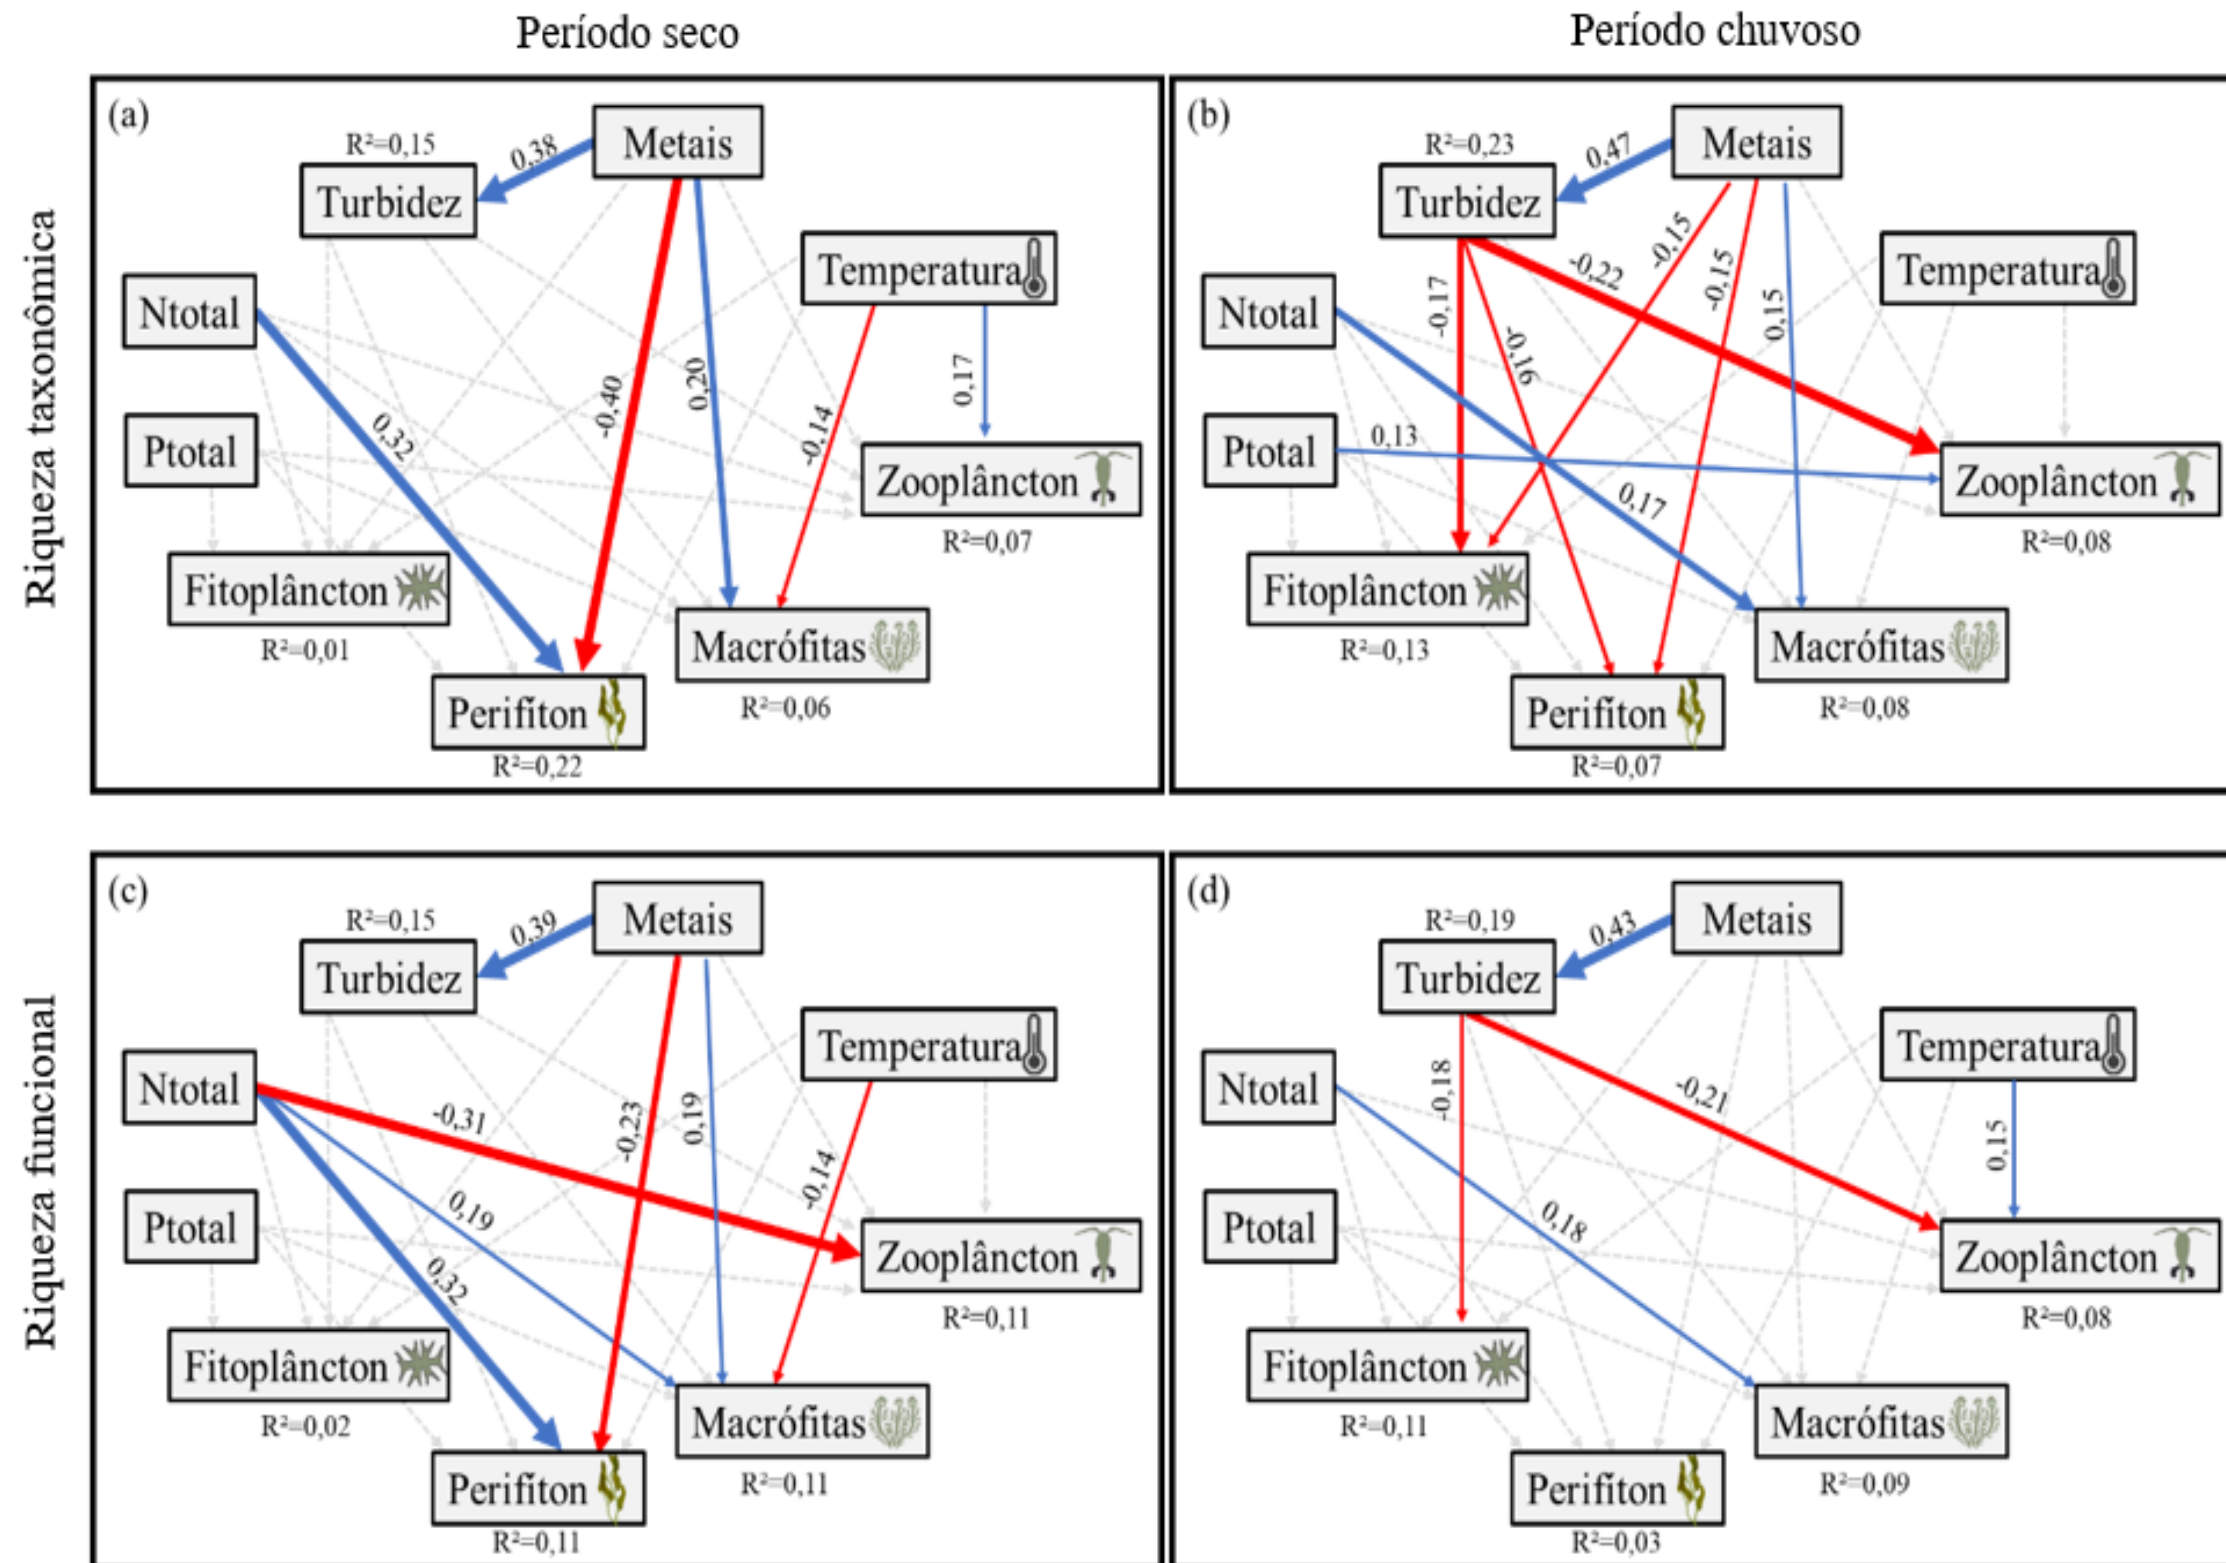 Período seco
Período chuvoso
Riqueza taxonômica
(a)
Metais
R²=0,15
0,38
Turbidez
Temperatura
Ntotal
0,17
-0,40
0,20
-0,14
Ptotal
0,32
Zooplâncton
R²=0,07
Fitoplâncton
R²=0,01
Macrófitas
R²=0,06
Perifiton
R²=0,22
(b)
Metais
R²=0,23
0,47
Turbidez
-0,15
-0,22
-0,15
Temperatura
-0,17
0,15
Ntotal
-0,16
Ptotal
0,13
0,17
Zooplâncton
R²=0,08
Fitoplâncton
R²=0,13
Macrófitas
R²=0,08
Perifiton
R²=0,07
Riqueza funcional
(c)
Metais
R²=0,15
0,39
Turbidez
Temperatura
Ntotal
-0,31
-0,23
0,19
-0,14
0,19
Ptotal
0,32
Zooplâncton
R²=0,11
Fitoplâncton
R²=0,02
Macrófitas
R²=0,11
Perifiton
R²=0,11
(d)
Metais
R²=0,19
0,43
Turbidez
Temperatura
Ntotal
-0,18
-0,21
0,15
Ptotal
0,18
Zooplâncton
R²=0,08
Fitoplâncton
R²=0,11
Macrófitas
R²=0,09
Perifiton
R²=0,03